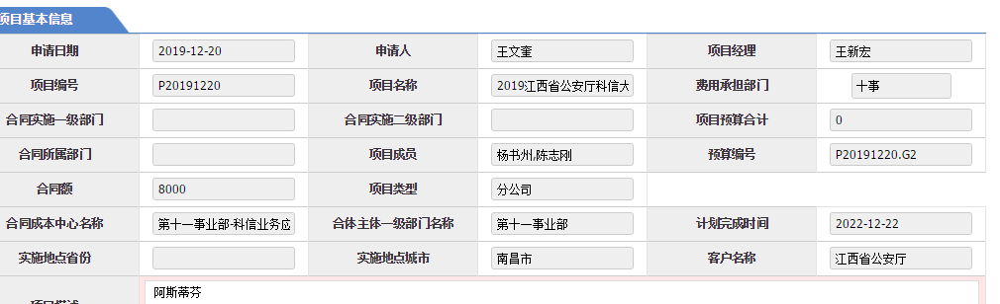 项目基本信息
申请日期 2019-12-20 申请人 王文奎 项目经理 王新宏
项目编号 P20191220 项目名称 2019江西省公安厅科信大 费用承担部门 十事
合同实施一级部门 合同实施二级部门 项目预算合计 0
合同所属部门 项目成员 杨书州,陈志刚 预算编号 P20191220.G2
合同额 8000 项目类型 分公司
合同成本中心名称 第十一事业部-科信业务应 合体主体一级部门名称 第十一事业部 计划完成时间 2022-12-22
实施地点省份 实施地点城市 南昌市 客户名称 江西省公安厅
阿斯蒂芬